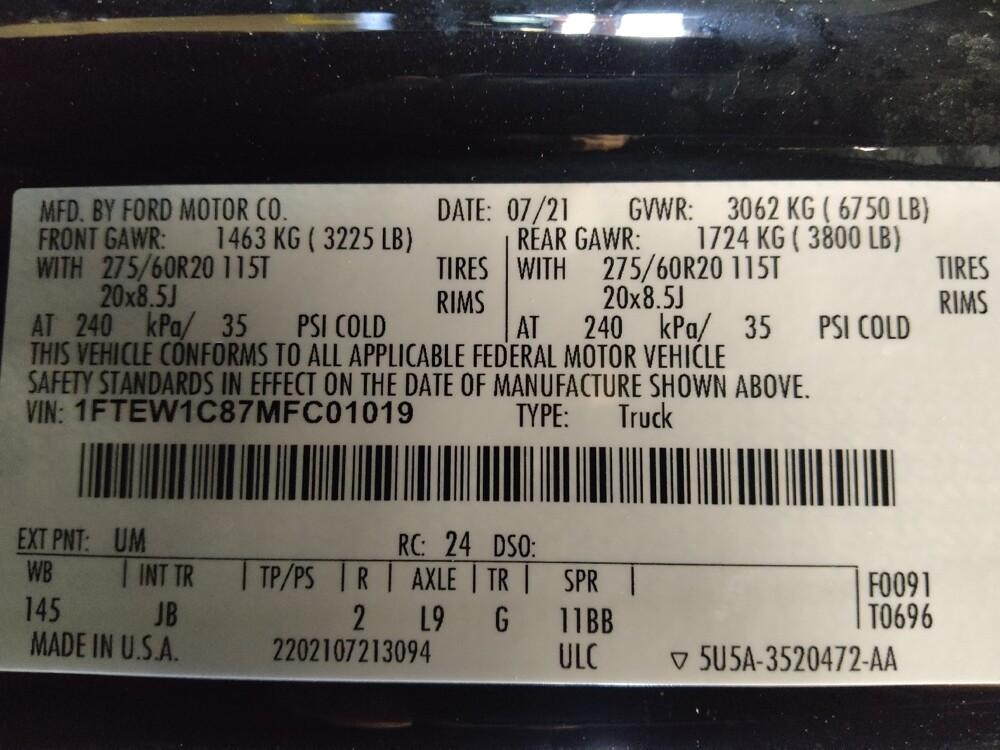 MFD. BY FORD MOTOR CO. DATE: 07/21 GVWR: 3062 KG ( 6750 LB)
FRONT GAWR: 1463 KG ( 3225 LB) REAR GAWR: 1724 KG ( 3800 LB)
WITH 275/60R20 115T TIRES WITH 275/60R20 115T TIRES
20x8.5J RIMS 20x8.5J RIMS
AT 240 kPa/ 35 PSI COLD AT 240 kPa/ 35 PSI COLD
THIS VEHICLE CONFORMS TO ALL APPLICABLE FEDERAL MOTOR VEHICLE
SAFETY STANDARDS IN EFFECT ON THE DATE OF MANUFACTURE SHOWN ABOVE.
VIN: 1FTEW1C87MFC01019 TYPE: Truck
EXT PNT: UM RC: 24 DSO:
WB INT TR TP/PS R AXLE TR SPR F0091
145 JB 2 L9 G 11BB T0696
MADE IN U.S.A. 2202107213094 ULC ▽ 5U5A-3520472-AA